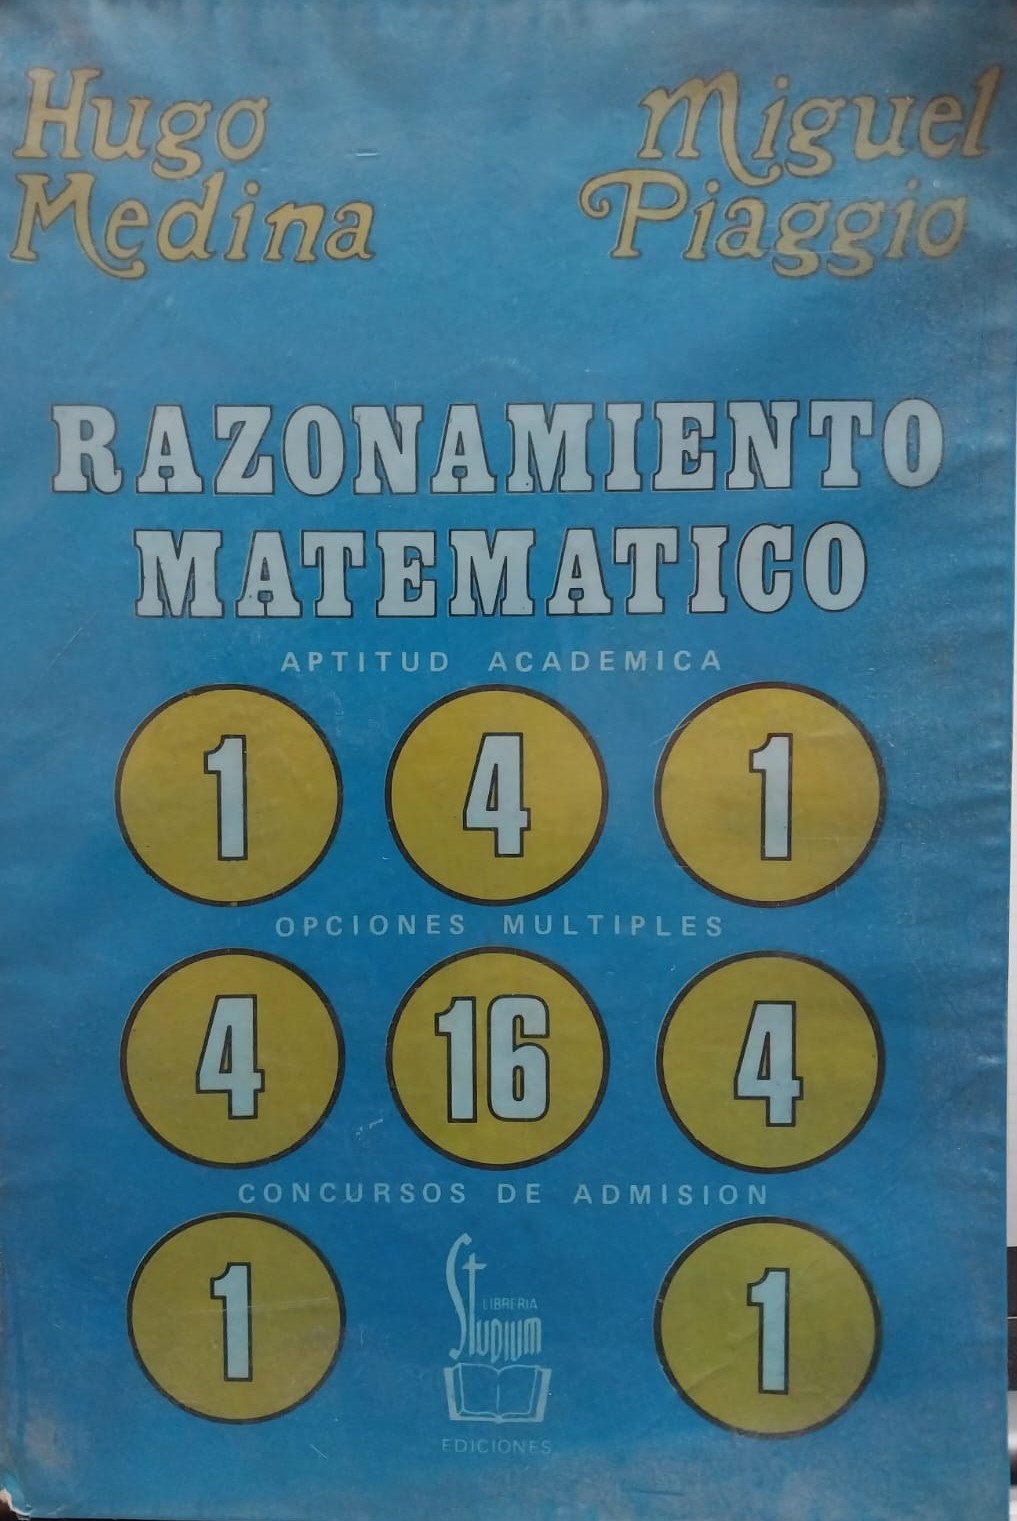 Hugo Medina
Miguel Piaggio
RAZONAMIENTO
MATEMATICO
APTITUD ACADEMICA
1 4 1
OPCIONES MULTIPLES
4 16 4
CONCURSOS DE ADMISION
1 1
LIBRERIA
Studium
EDICIONES